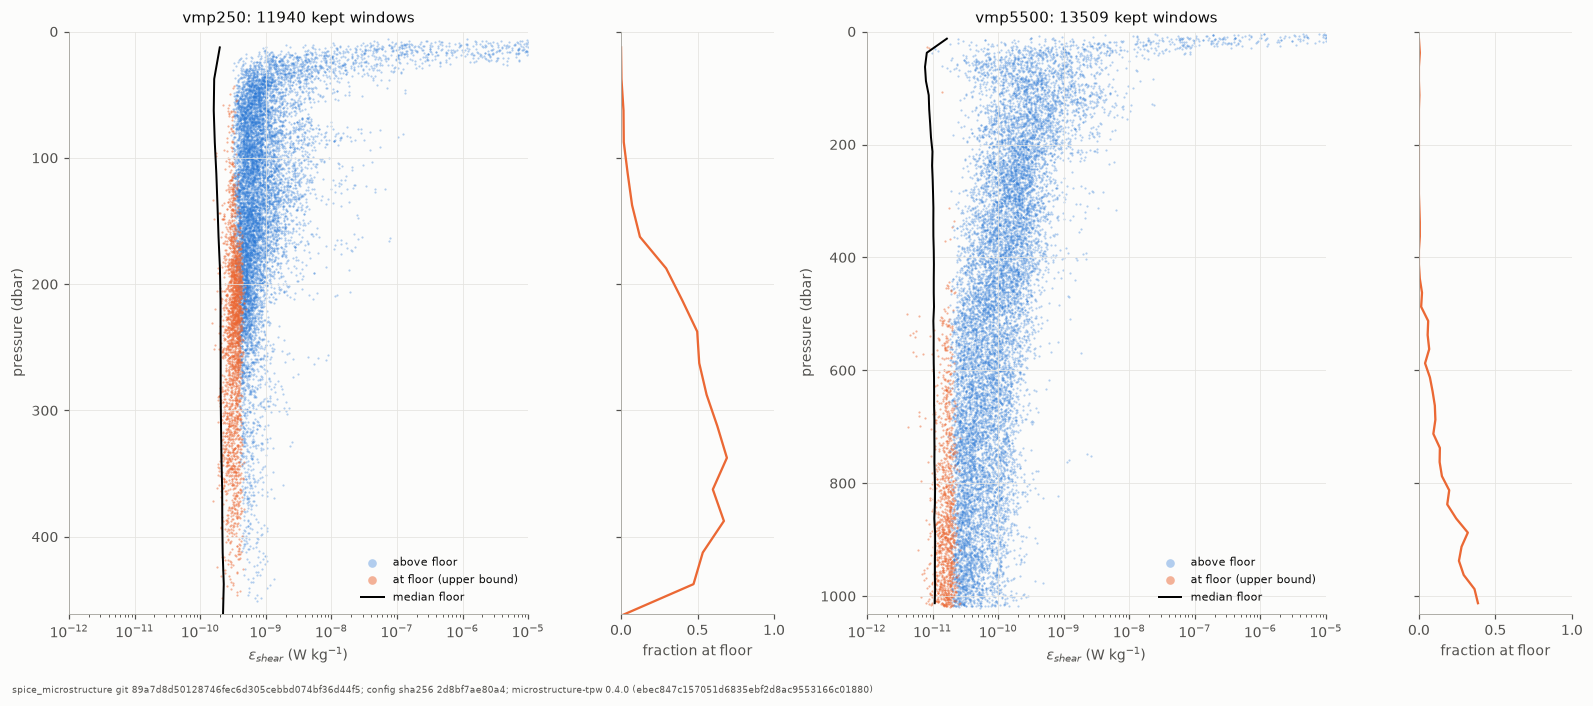 vmp250: 11940 kept windows
vmp5500: 13509 kept windows
0
100
200
300
400
pressure (dbar)
above floor
at floor (upper bound)
median floor
10⁻¹² 10⁻¹¹ 10⁻¹⁰ 10⁻⁹ 10⁻⁸ 10⁻⁷ 10⁻⁶ 10⁻⁵
ε_shear (W kg⁻¹)
0.0 0.5 1.0
fraction at floor
0
200
400
600
800
1000
pressure (dbar)
above floor
at floor (upper bound)
median floor
10⁻¹² 10⁻¹¹ 10⁻¹⁰ 10⁻⁹ 10⁻⁸ 10⁻⁷ 10⁻⁶ 10⁻⁵
ε_shear (W kg⁻¹)
0.0 0.5 1.0
fraction at floor
spice_microstructure git 89a7d8d50128746fec6d305cebbd074bf36d44f5; config sha256 2d8bf7ae80a4; microstructure-tpw 0.4.0 (ebec847c157051d6835ebf2d8ac9553166c01880)